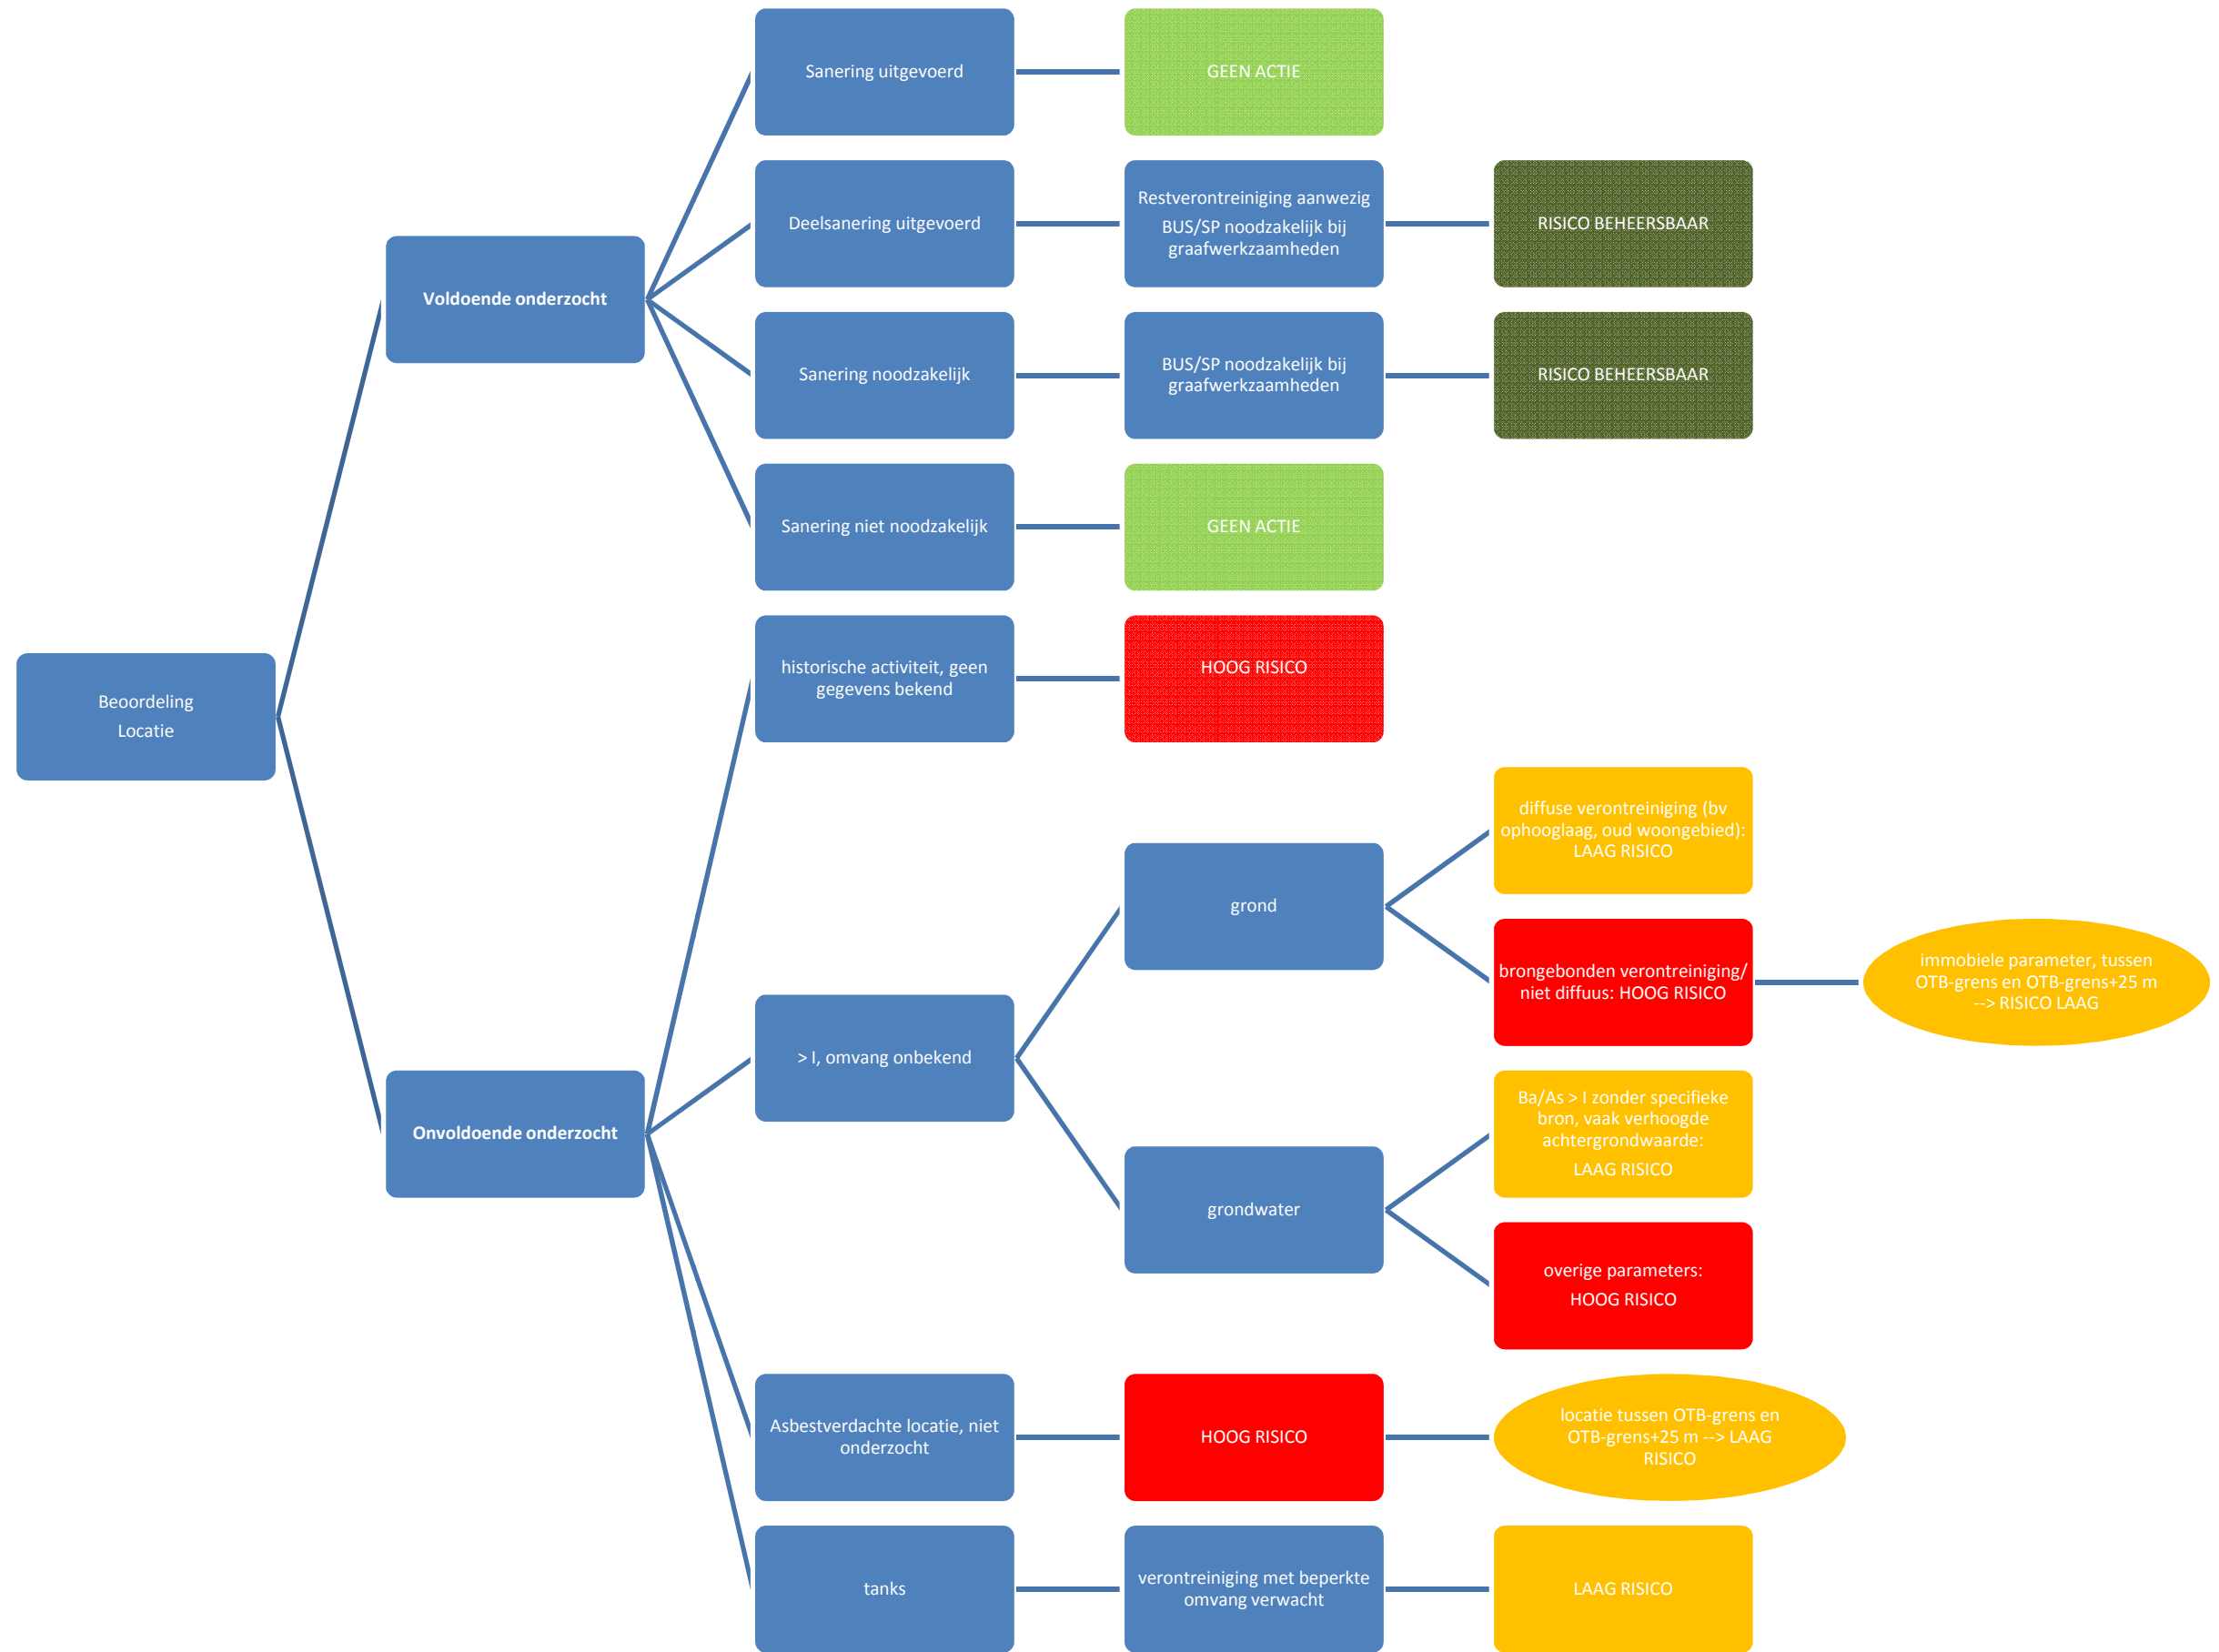 Beoordeling
Locatie
Voldoende onderzocht
Sanering uitgevoerd
GEEN ACTIE
Deelsanering uitgevoerd
Restverontreiniging aanwezig
BUS/SP noodzakelijk bij
graafwerkzaamheden
RISICO BEHEERSBAAR
Sanering noodzakelijk
BUS/SP noodzakelijk bij
graafwerkzaamheden
RISICO BEHEERSBAAR
Sanering niet noodzakelijk
GEEN ACTIE
Onvoldoende onderzocht
historische activiteit, geen
gegevens bekend
HOOG RISICO
> I, omvang onbekend
grond
diffuse verontreiniging (bv
ophooglaag, oud woongebied):
LAAG RISICO
brongebonden verontreiniging/
niet diffuus: HOOG RISICO
immobiele parameter, tussen
OTB-grens en OTB-grens+25 m
--> RISICO LAAG
grondwater
Ba/As > I zonder specifieke
bron, vaak verhoogde
achtergrondwaarde:
LAAG RISICO
overige parameters:
HOOG RISICO
Asbestverdachte locatie, niet
onderzocht
HOOG RISICO
locatie tussen OTB-grens en
OTB-grens+25 m --> LAAG
RISICO
tanks
verontreiniging met beperkte
omvang verwacht
LAAG RISICO